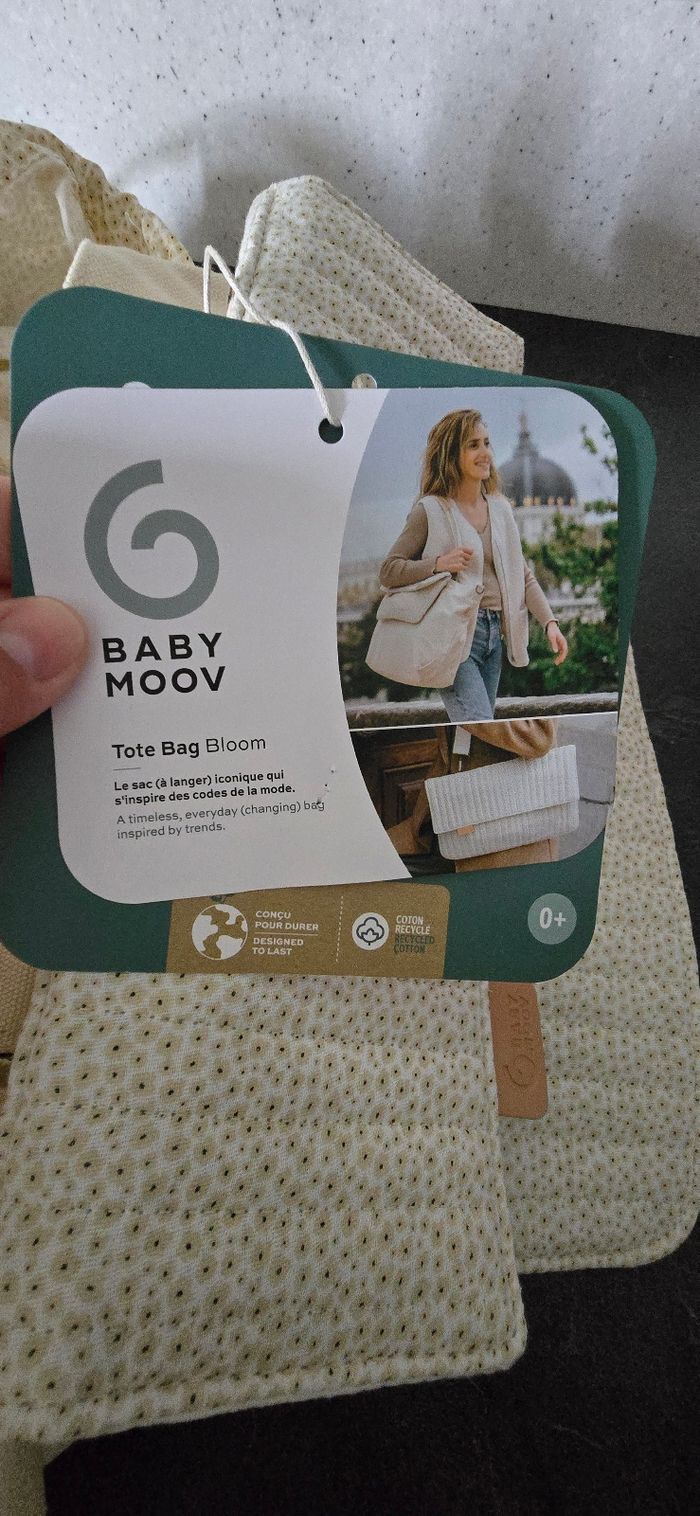 BABY
MOOV
Tote Bag Bloom
Le sac (à langer) iconique qui
s'inspire des codes de la mode.
A timeless, everyday (changing) bag
inspired by trends.
CONÇU
POUR DURER
DESIGNED
TO LAST
COTON
RECYCLÉ
RECYCLED
COTTON
0+